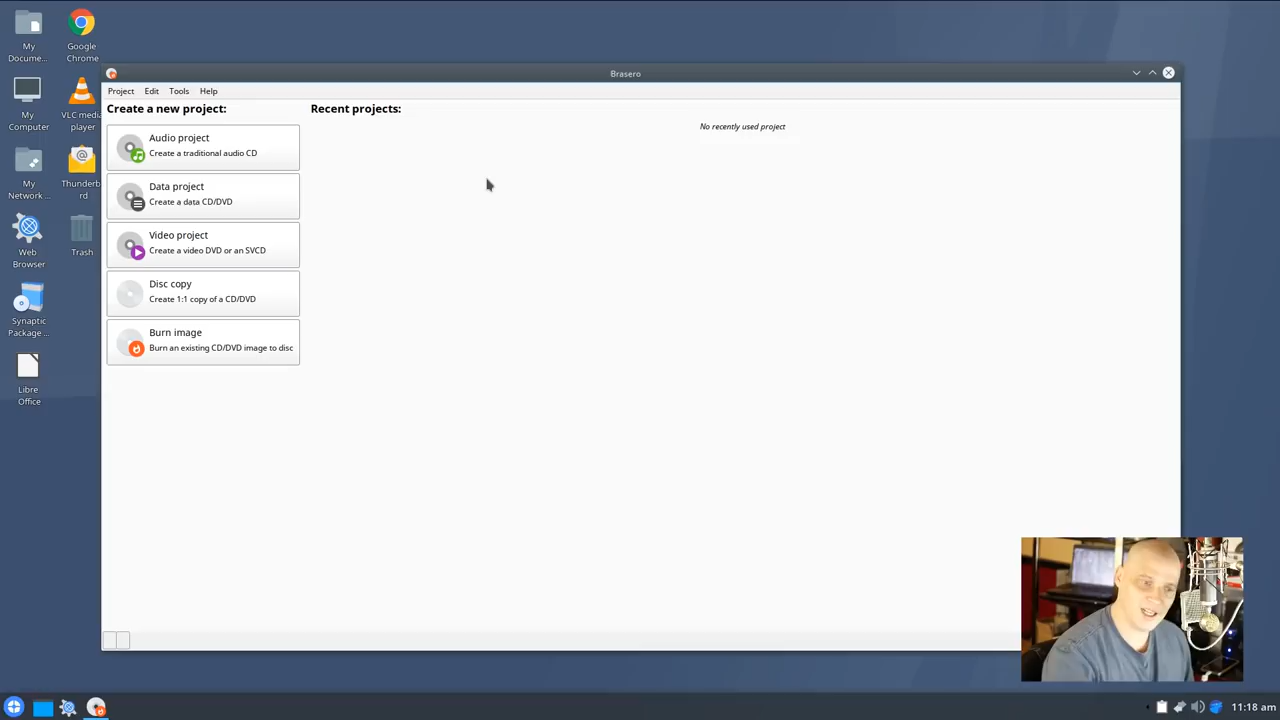 My
Docume...
Google
Chrome
My
Computer
VLC media
player
My
Network ...
Thunderb
rd
Web
Browser
Trash
Synaptic
Package ...
Libre
Office
Brasero
Project Edit Tools Help
Create a new project:
Audio project
Create a traditional audio CD
Data project
Create a data CD/DVD
Video project
Create a video DVD or an SVCD
Disc copy
Create 1:1 copy of a CD/DVD
Burn image
Burn an existing CD/DVD image to disc
Recent projects:
No recently used project
11:18 am